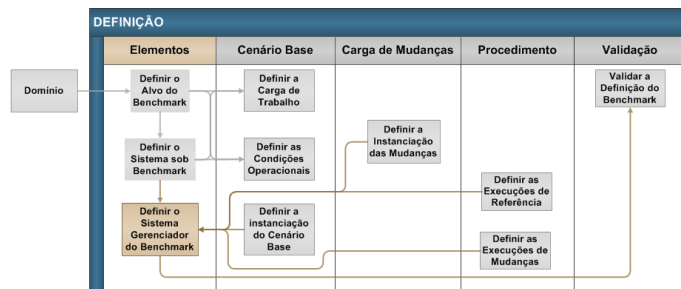 DEFINIÇÃO
Elementos
Cenário Base
Carga de Mudanças
Procedimento
Validação
Domínio
Definir o
Alvo do
Benchmark
Definir a
Carga de
Trabalho
Validar a
Definição do
Benchmark
Definir o
Sistema sob
Benchmark
Definir as
Condições
Operacionais
Definir a
Instanciação
das Mudanças
Definir as
Execuções de
Referência
Definir o
Sistema
Gerenciador
do Benchmark
Definir a
instanciação
do Cenário
Base
Definir as
Execuções de
Mudanças